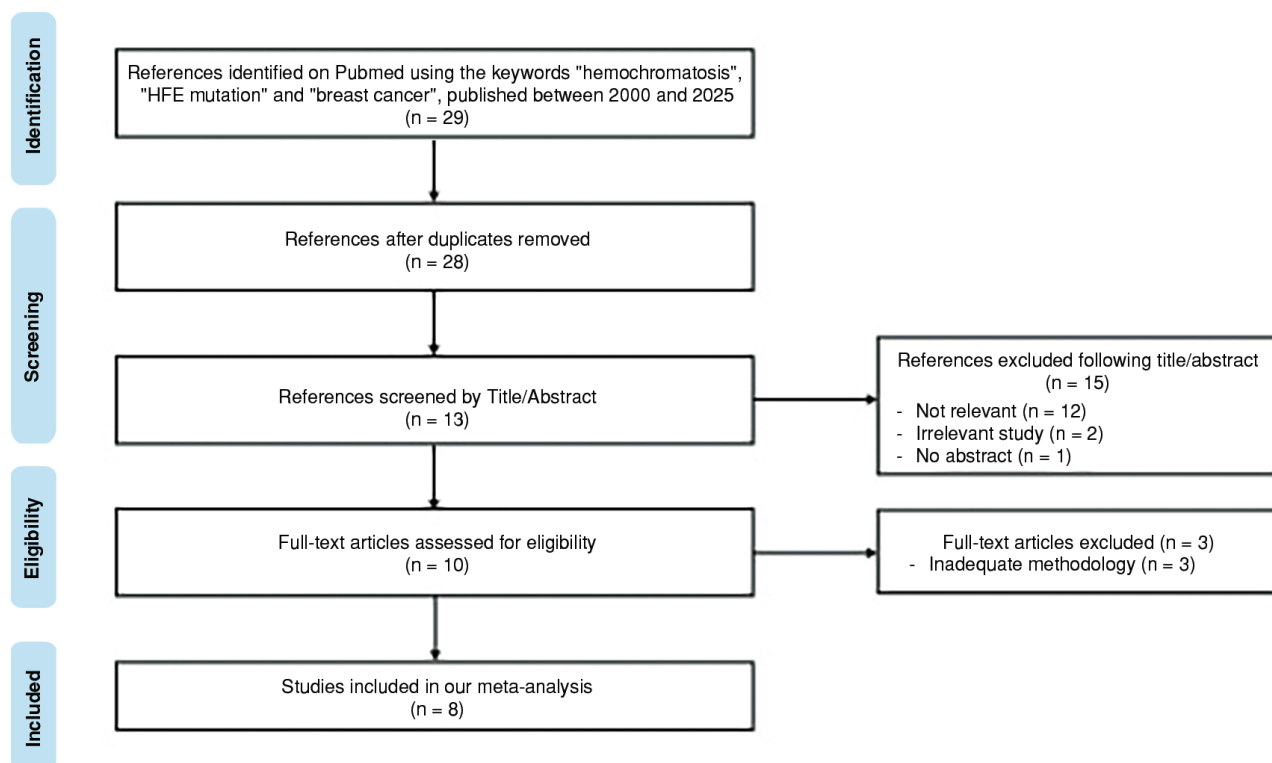 Identification
References identified on Pubmed using the keywords "hemochromatosis",
"HFE mutation" and "breast cancer", published between 2000 and 2025
(n = 29)
Screening
References after duplicates removed
(n = 28)
References screened by Title/Abstract
(n = 13)
References excluded following title/abstract
(n = 15)
- Not relevant (n = 12)
- Irrelevant study (n = 2)
- No abstract (n = 1)
Eligibility
Full-text articles assessed for eligibility
(n = 10)
Full-text articles excluded (n = 3)
- Inadequate methodology (n = 3)
Included
Studies included in our meta-analysis
(n = 8)